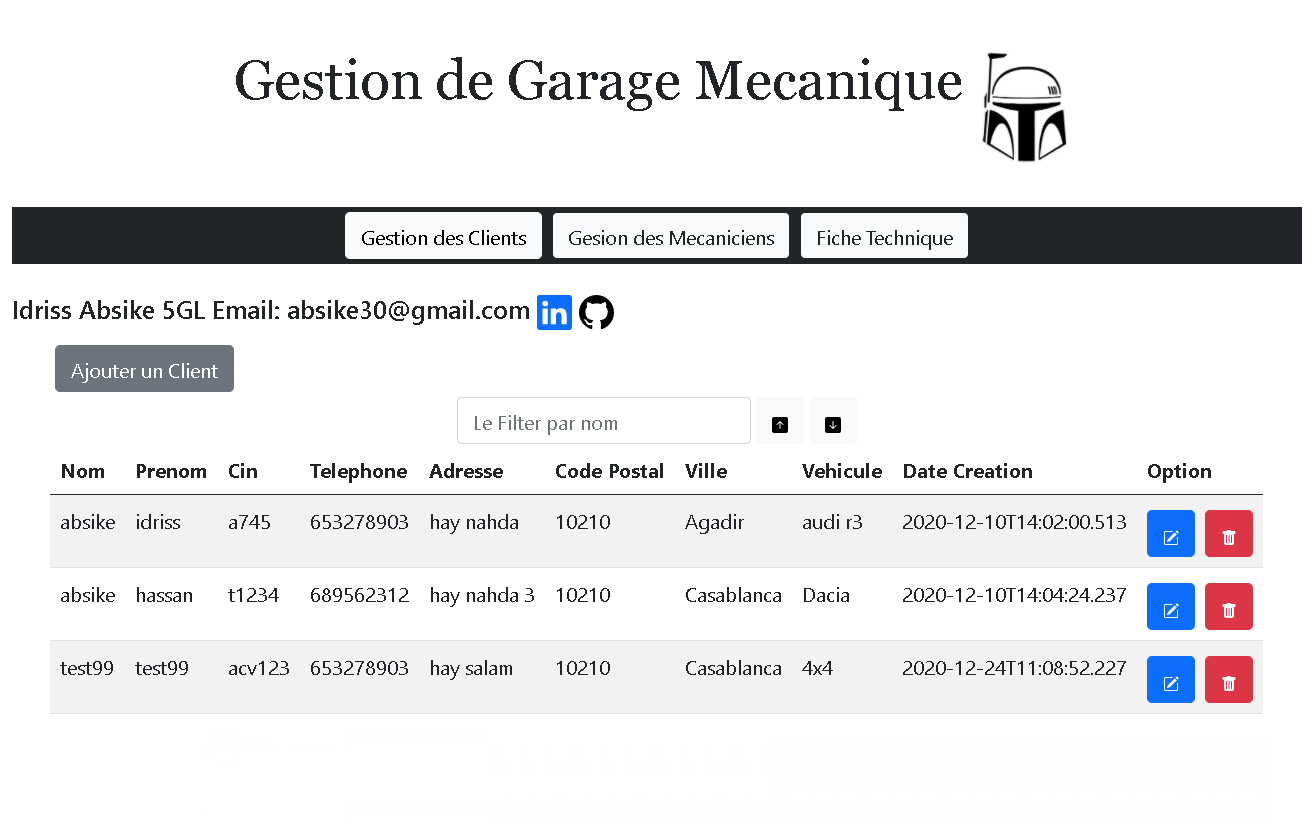 Gestion de Garage Mecanique
Gestion des Clients Gesion des Mecaniciens Fiche Technique
Idriss Absike 5GL Email: absike30@gmail.com in
Ajouter un Client
Le Filter par nom
Nom Prenom Cin Telephone Adresse Code Postal Ville Vehicule Date Creation Option
absike idriss a745 653278903 hay nahda 10210 Agadir audi r3 2020-12-10T14:02:00.513
absike hassan t1234 689562312 hay nahda 3 10210 Casablanca Dacia 2020-12-10T14:04:24.237
test99 test99 acv123 653278903 hay salam 10210 Casablanca 4x4 2020-12-24T11:08:52.227